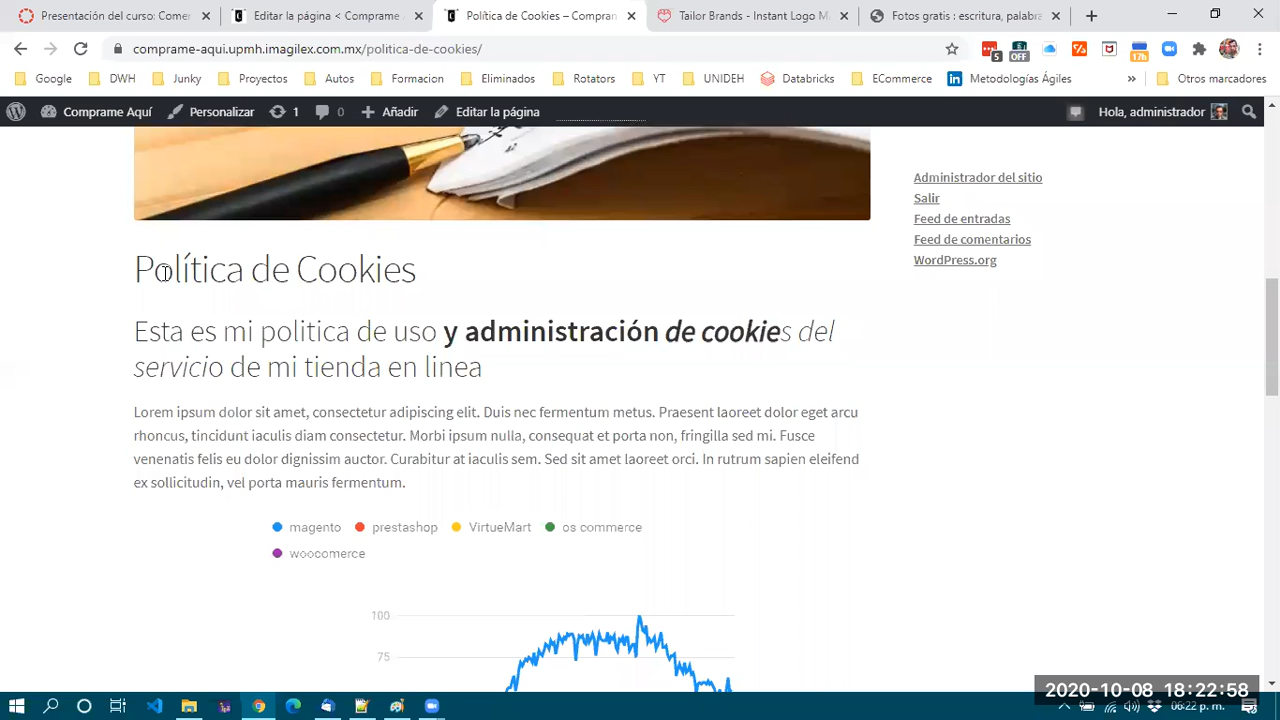 Presentación del curso: Comer
Editar la página < Comprame
Política de Cookies – Compran
Tailor Brands - Instant Logo M
Fotos gratis : escritura, palabra
comprame-aqui.upmh.imagilex.com.mx/politica-de-cookies/
5
OFF
17h
Google
DWH
Junky
Proyectos
Autos
Formacion
Eliminados
Rotators
YT
UNIDEH
Databricks
ECommerce
Metodologías Ágiles
»
Otros marcadores
Comprame Aquí
Personalizar
1
0
Añadir
Editar la página
Hola, administrador
Administrador del sitio
Salir
Feed de entradas
Feed de comentarios
WordPress.org
Política de Cookies
Esta es mi politica de uso y administración de cookies del
servicio de mi tienda en linea
Lorem ipsum dolor sit amet, consectetur adipiscing elit. Duis nec fermentum metus. Praesent laoreet dolor eget arcu
rhoncus, tincidunt iaculis diam consectetur. Morbi ipsum nulla, consequat et porta non, fringilla sed mi. Fusce
venenatis felis eu dolor dignissim auctor. Curabitur at iaculis sem. Sed sit amet laoreet orci. In rutrum sapien eleifend
ex sollicitudin, vel porta mauris fermentum.
magento prestashop VirtueMart os commerce
woocomerce
100
75
2020-10-08 18:22:58
06:22 p. m.